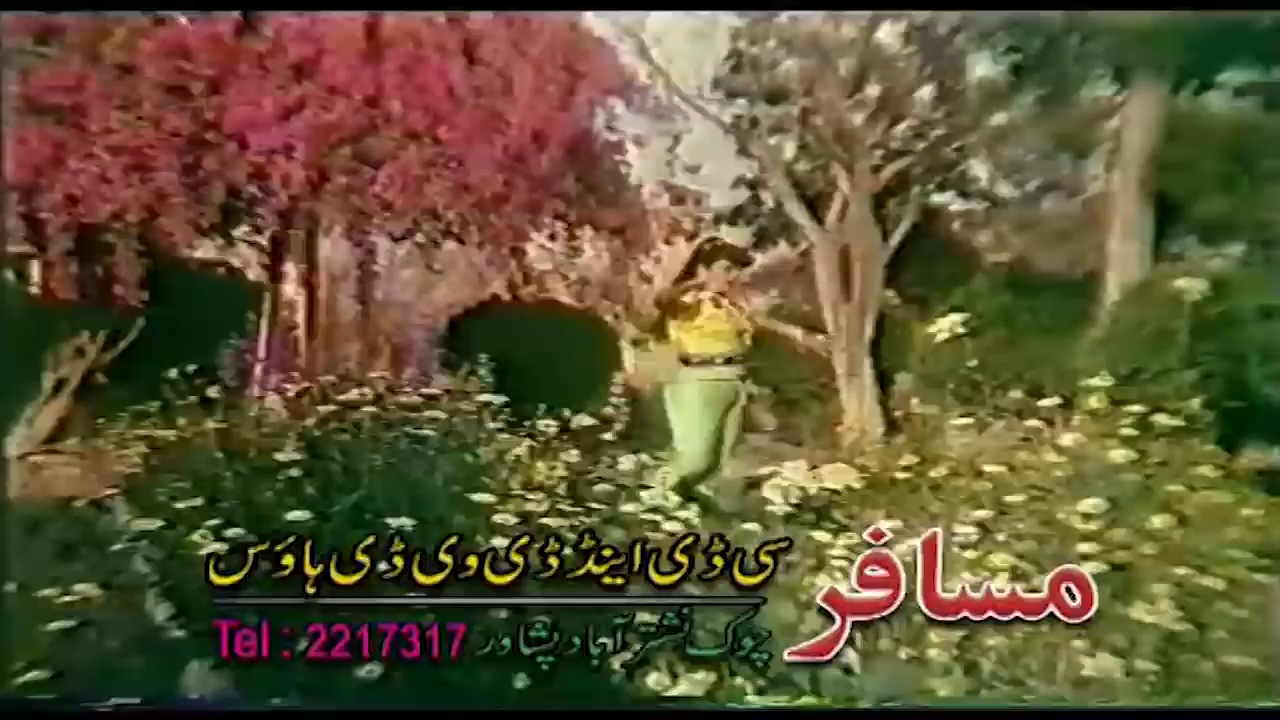 مسافر
سی ڈی اینڈ ڈی وی ڈی ہاؤس
چوک نشتر آباد پشاور Tel : 2217317